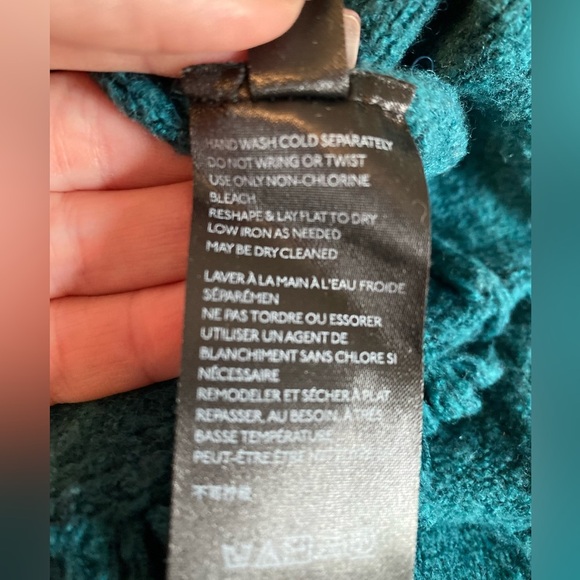 HAND WASH COLD SEPARATELY
DO NOT WRING OR TWIST
USE ONLY NON-CHLORINE
BLEACH
RESHAPE & LAY FLAT TO DRY
LOW IRON AS NEEDED
MAY BE DRY CLEANED
LAVER À LA MAIN À L'EAU FROIDE
SÉPARÉMEN
NE PAS TORDRE OU ESSORER
UTILISER UN AGENT DE
BLANCHIMENT SANS CHLORE SI
NÉCESSAIRE
REMODELER ET SÉCHER À PLAT
REPASSER, AU BESOIN, À TRÈS
BASSE TEMPÉRATURE
PEUT-ÊTRE ÊTRE